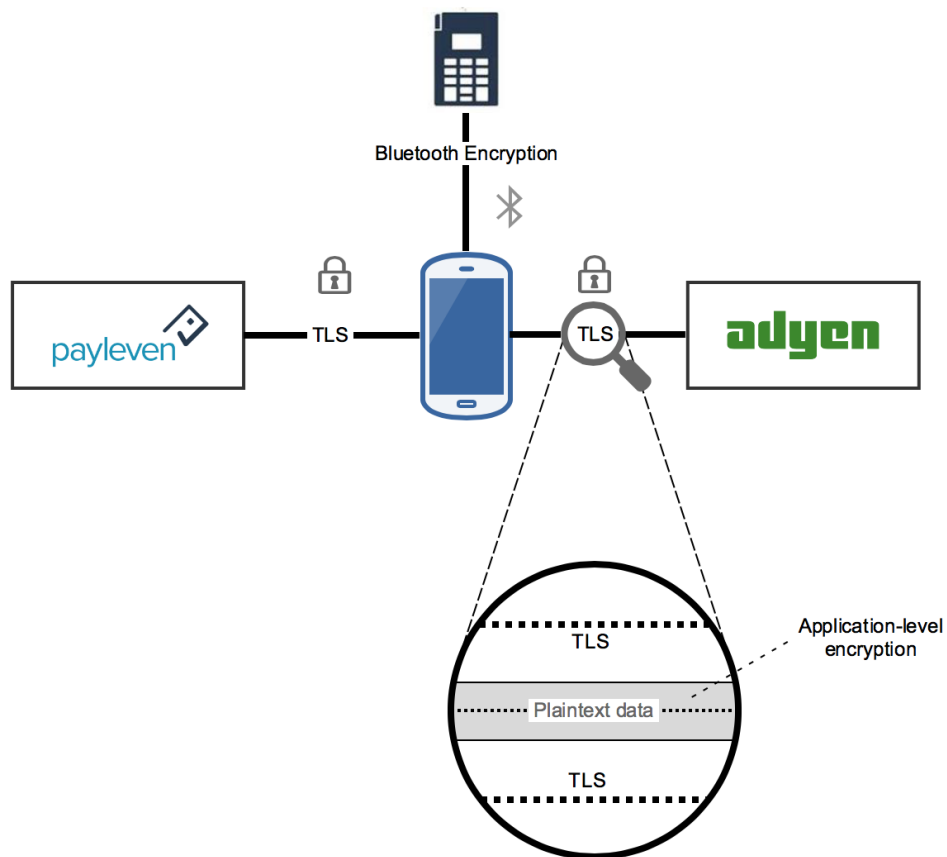 Bluetooth Encryption
payleven
TLS
TLS
adyen
TLS
Application-level
encryption
Plaintext data
TLS